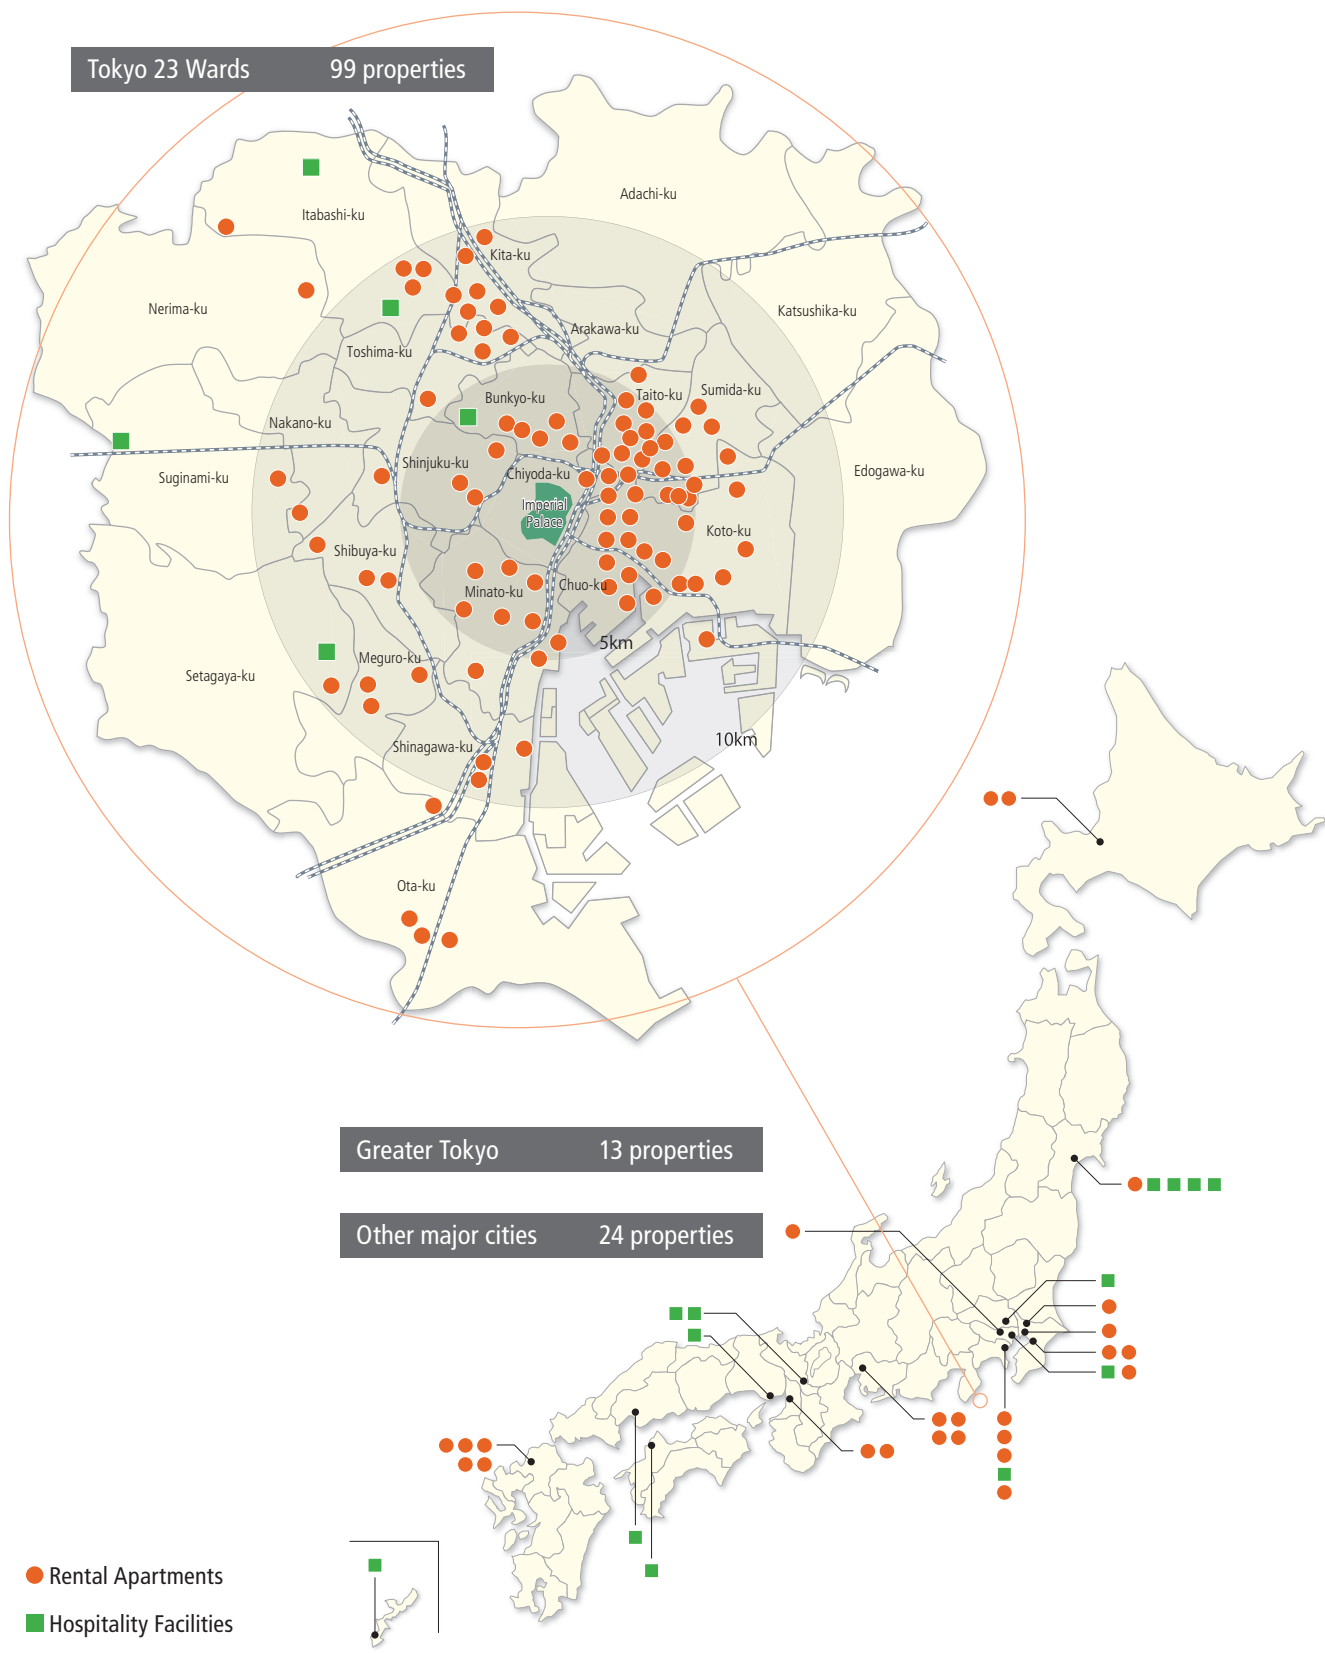 Tokyo 23 Wards 99 properties
Adachi-ku
Itabashi-ku
Kita-ku
Nerima-ku
Katsushika-ku
Arakawa-ku
Toshima-ku
Sumida-ku
Taito-ku
Bunkyo-ku
Nakano-ku
Shinjuku-ku
Chiyoda-ku
Edogawa-ku
Suginami-ku
Imperial
Palace
Koto-ku
Shibuya-ku
Chuo-ku
Minato-ku
5km
Meguro-ku
Setagaya-ku
10km
Shinagawa-ku
Ota-ku
Greater Tokyo 13 properties
Other major cities 24 properties
Rental Apartments
Hospitality Facilities